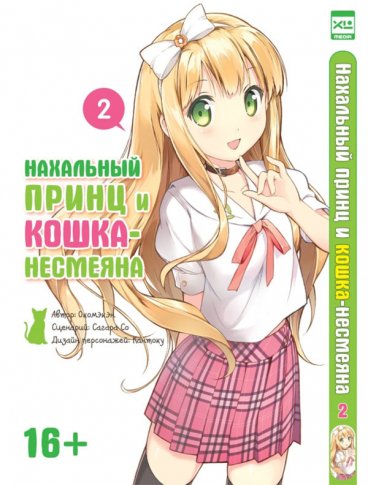 2
НАХАЛЬНЫЙ
ПРИНЦ И
КОШКА-
НЕСМЕЯНА
Автор: Окомэкэн
Сценарий: Сагара Со
Дизайн персонажей: Кантоку
16+
XL
MEDIA
Нахальный принц и кошка-несмеяна
2